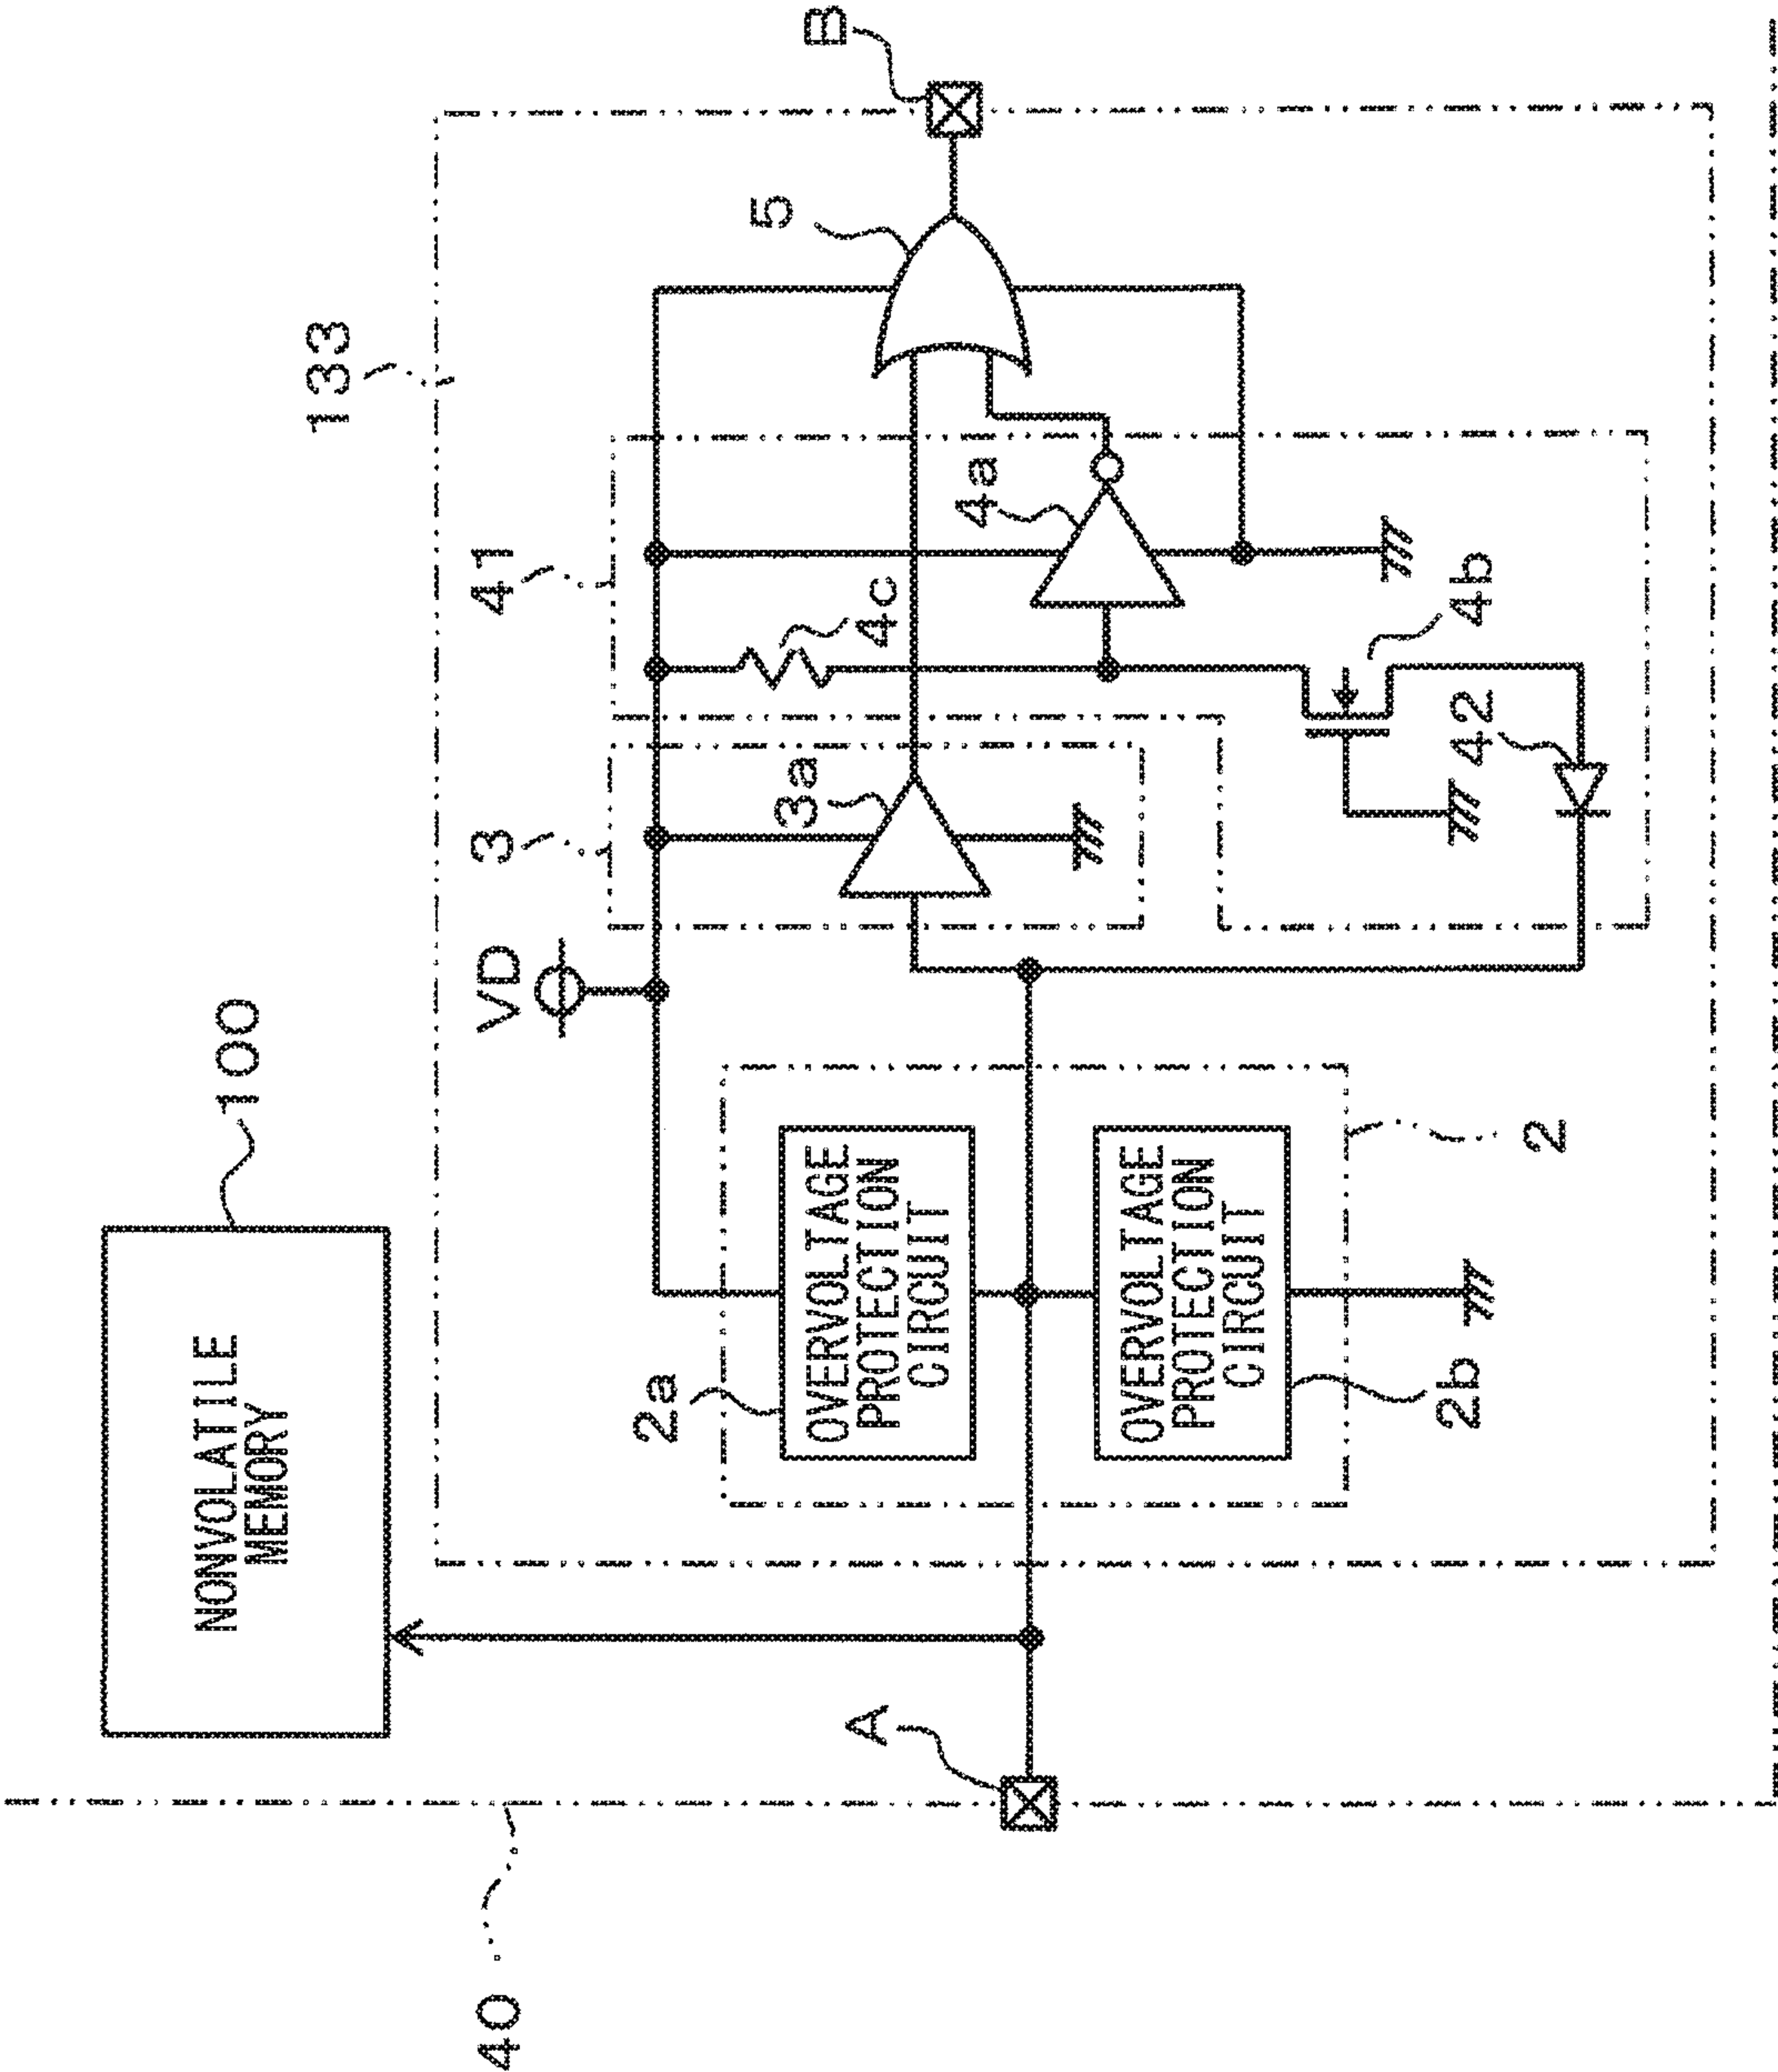 40
NONVOLATILE
MEMORY
100
133
VD
3
41
3a
4c
4a
5
B
A
2a
OVERVOLTAGE
PROTECTION
CIRCUIT
OVERVOLTAGE
PROTECTION
CIRCUIT
2b
2
42
4b